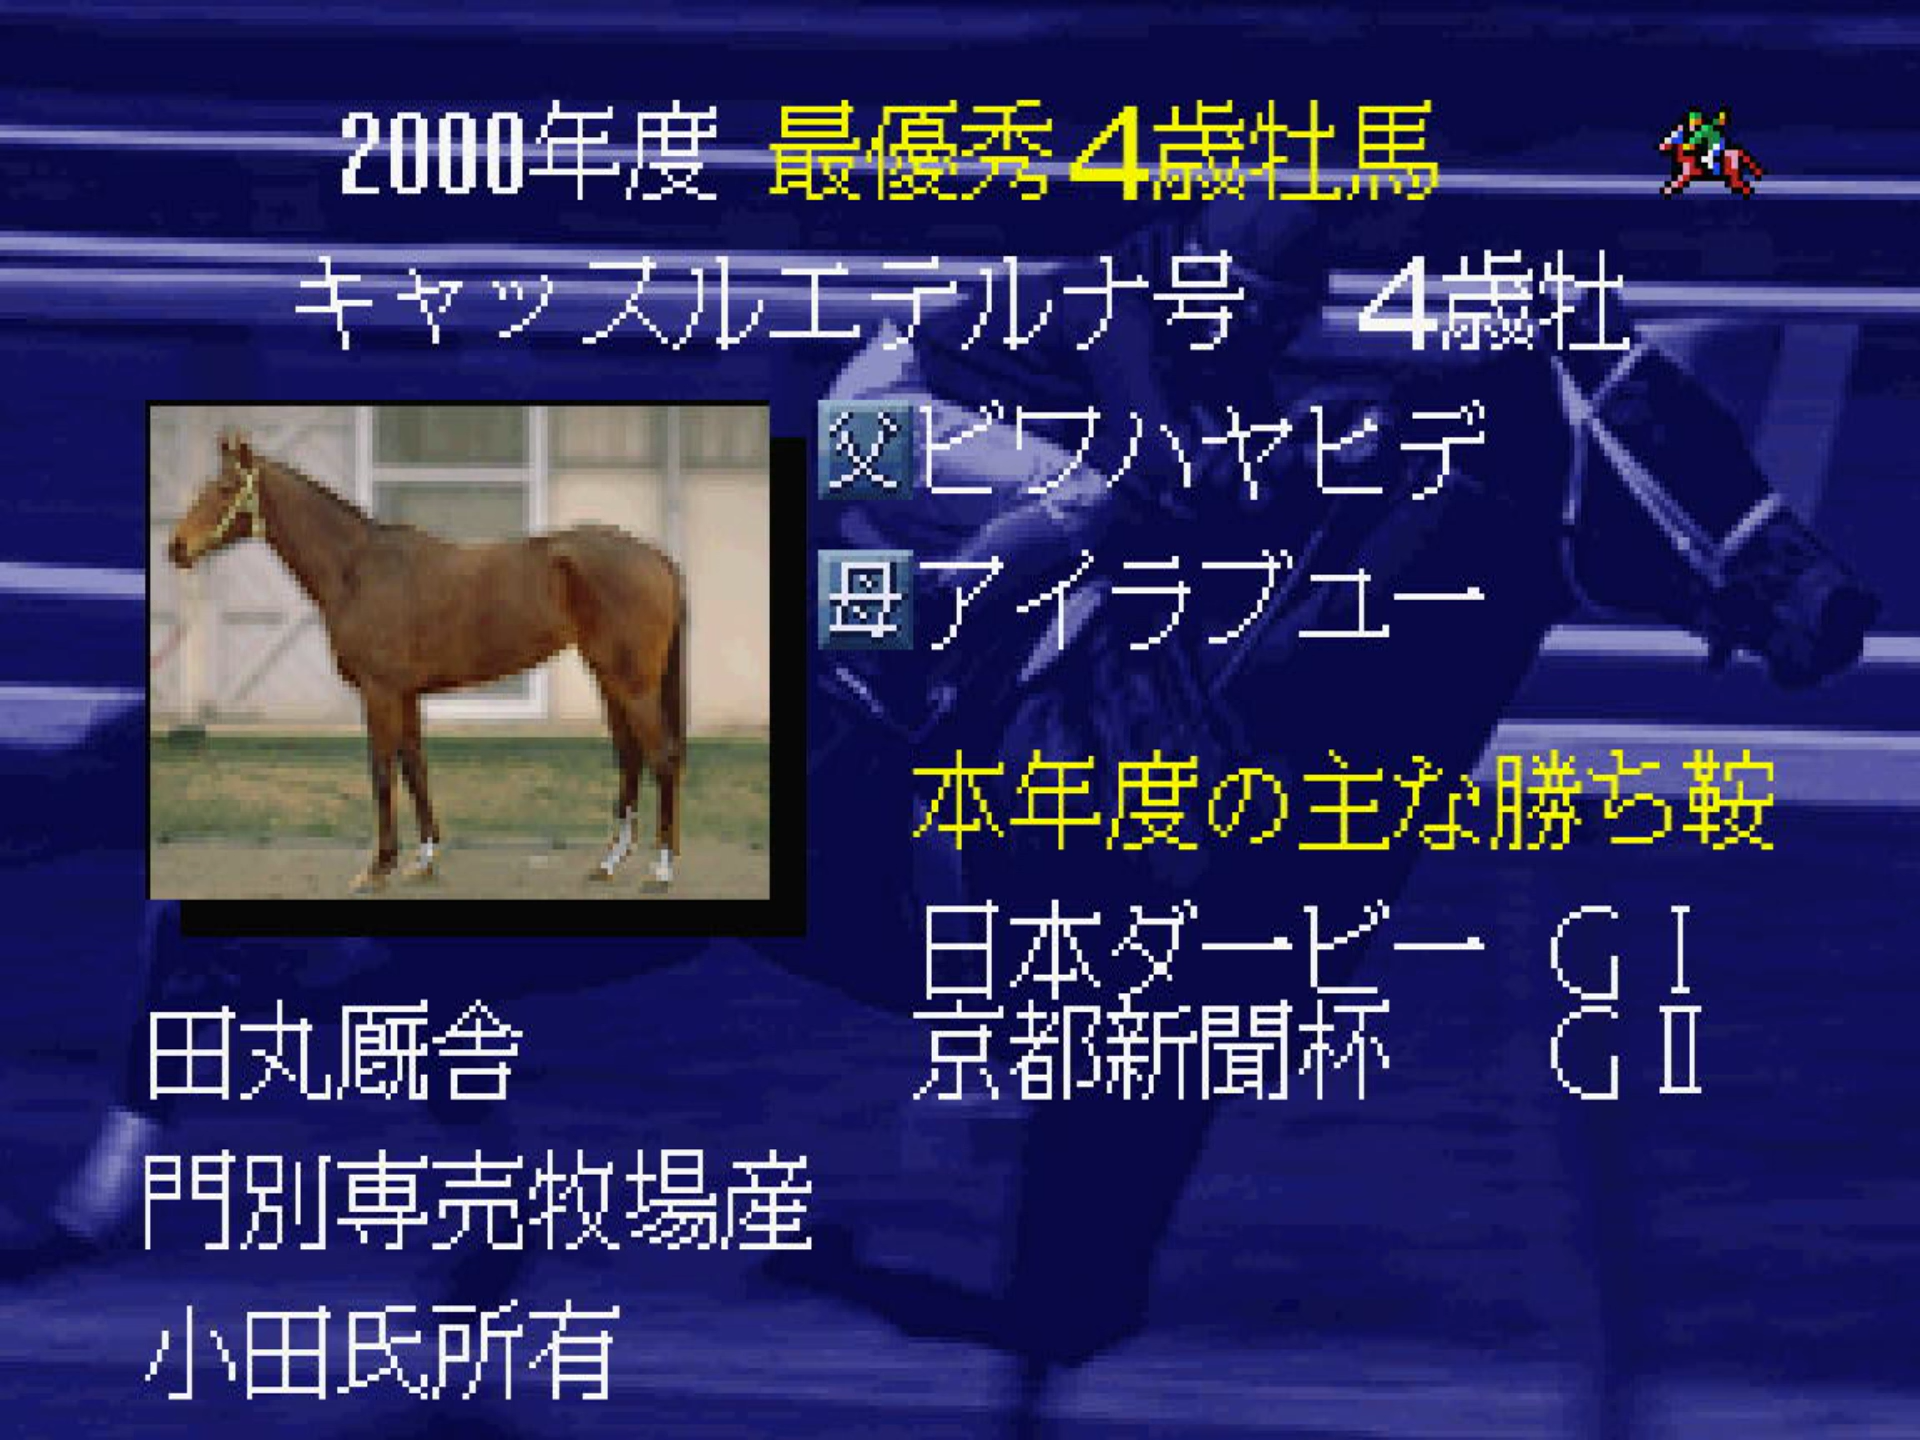 2000年度 最優秀4歳牡馬
キャッスルエテルナ号 4歳牡
父ビワハヤヒデ
母アイラブユー
本年度の主な勝ち鞍
日本ダービー GⅠ
京都新聞杯 GⅡ
田丸厩舎
門別専売牧場産
小田氏所有